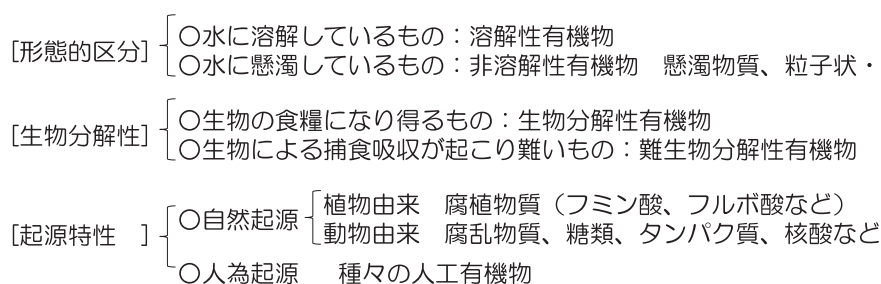 ○水に溶解しているもの：溶解性有機物
[形態的区分]
○水に懸濁しているもの：非溶解性有機物　懸濁物質、粒子状・
○生物の食糧になり得るもの：生物分解性有機物
[生物分解性]
○生物による捕食吸収が起こり難いもの：難生物分解性有機物
植物由来　腐植物質（フミン酸、フルボ酸など）
[起源特性　] ○自然起源
動物由来　腐乱物質、糖類、タンパク質、核酸など
○人為起源　種々の人工有機物